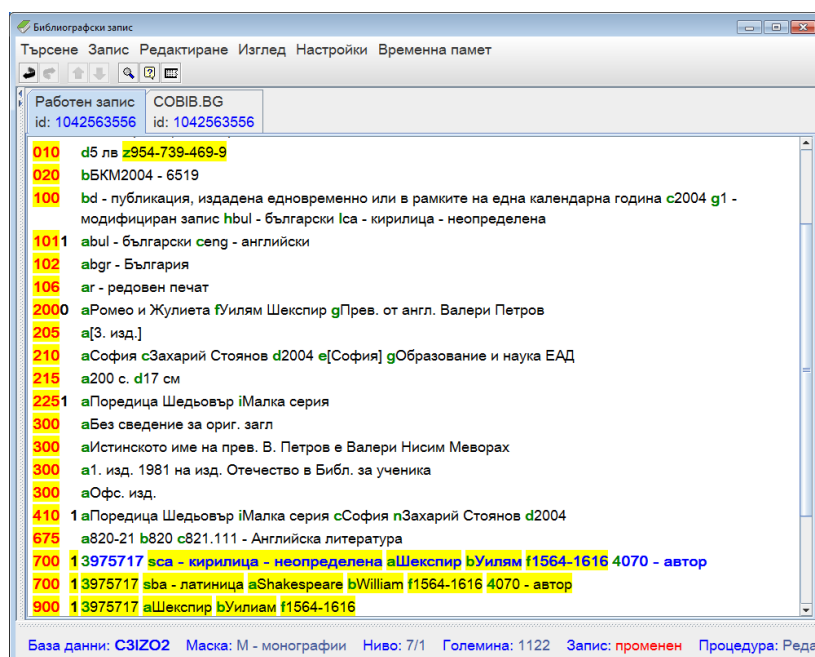 Библиографски запис
Търсене Запис Редактиране Изглед Настройки Временна памет
Работен запис COBIB.BG
id: 1042563556 id: 1042563556
010 d5 лв z954-739-469-9
020 bБКМ2004 - 6519
100 bd - публикация, издадена едновременно или в рамките на една календарна година c2004 g1 -
модифициран запис hbul - български lca - кирилица - неопределена
1011 abul - български ceng - английски
102 abgr - България
106 ar - редовен печат
2000 aРомео и Жулиета fУилям Шекспир gПрев. от англ. Валери Петров
205 a[3. изд.]
210 aСофия cЗахарий Стоянов d2004 e[София] gОбразование и наука ЕАД
215 a200 с. d17 см
2251 aПоредица Шедьовър iМалка серия
300 aБез сведение за ориг. загл
300 aИстинското име на прев. В. Петров е Валери Нисим Меворах
300 a1. изд. 1981 на изд. Отечество в Библ. за ученика
300 aОфс. изд.
410 1 aПоредица Шедьовър iМалка серия cСофия nЗахарий Стоянов d2004
675 a820-21 b820 c821.111 - Английска литература
700 1 3975717 sca - кирилица - неопределена aШекспир bУилям f1564-1616 4070 - автор
700 1 3975717 sba - латиница aShakespeare bWilliam f1564-1616 4070 - автор
900 1 3975717 aШекспир bУилиам f1564-1616
База данни: C3IZO2 Маска: М - монографии Ниво: 7/1 Големина: 1122 Запис: променен Процедура: Реда